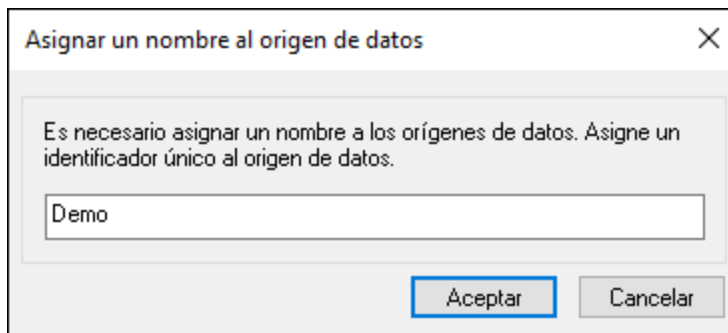 Asignar un nombre al origen de datos
Es necesario asignar un nombre a los orígenes de datos. Asigne un
identificador único al origen de datos.
Demo
Aceptar
Cancelar